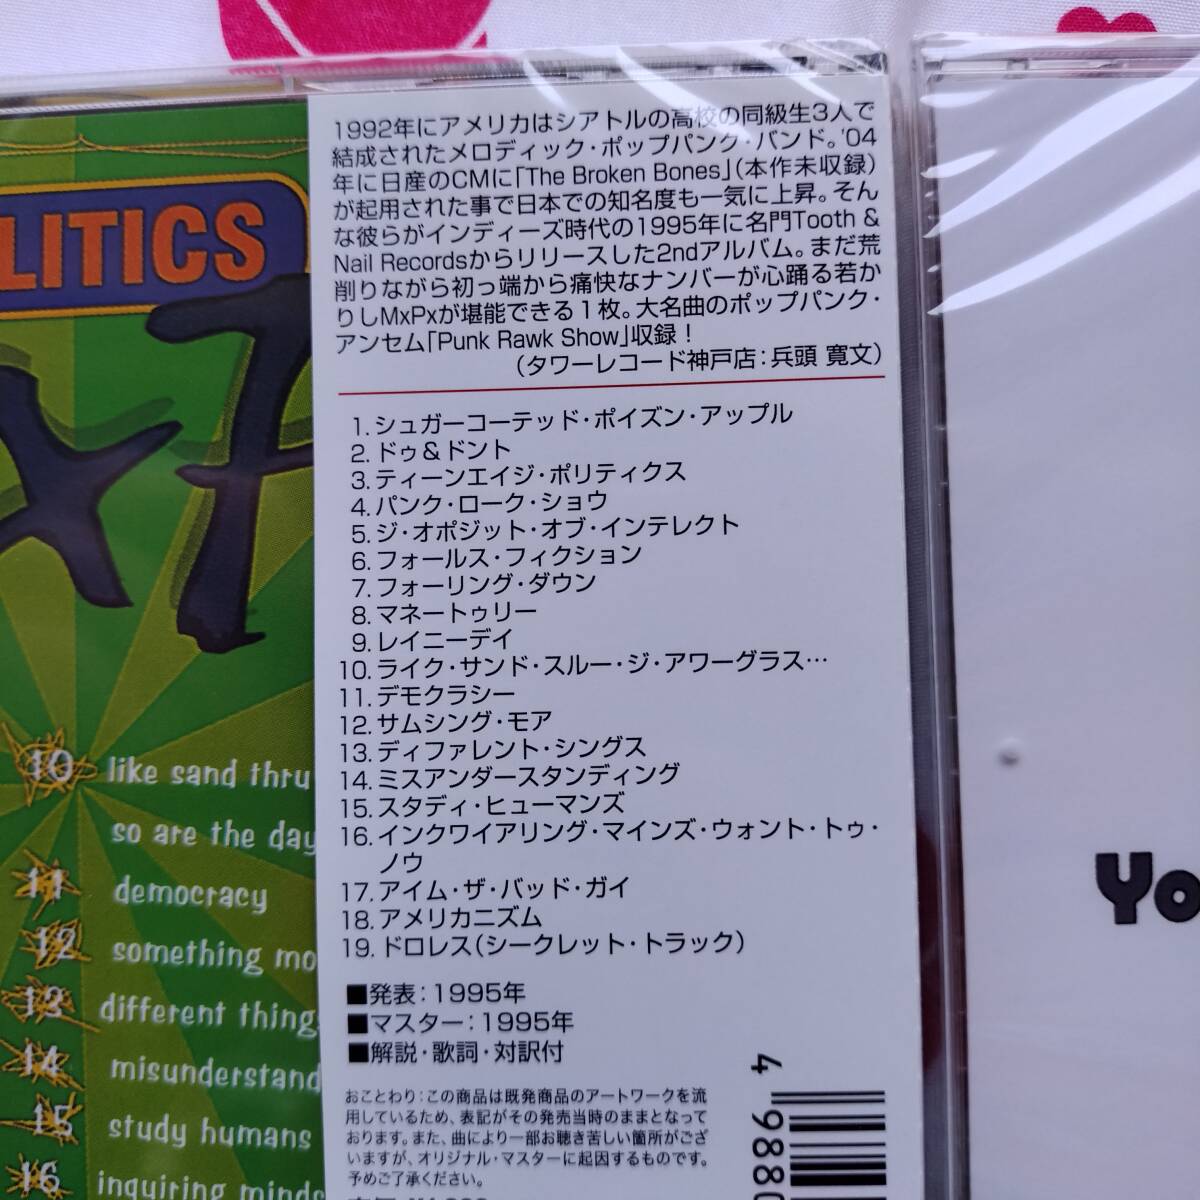 1992年にアメリカはシアトルの高校の同級生3人で
結成されたメロディック・ポップパンク・バンド。'04
年に日産のCMに「The Broken Bones」(本作未収録)
が起用された事で日本での知名度も一気に上昇。そん
な彼らがインディーズ時代の1995年に名門Tooth &
Nail Recordsからリリースした2ndアルバム。まだ荒
削りながら初っ端から痛快なナンバーが心踊る若か
りしMxPxが堪能できる1枚。大名曲のポップパンク・
アンセム「Punk Rawk Show」収録!
(タワーレコード神戸店:兵頭 寛文)
1. シュガーコーテッド・ポイズン・アップル
2. ドゥ&ドント
3. ティーンエイジ・ポリティクス
4. パンク・ローク・ショウ
5. ジ・オポジット・オブ・インテレクト
6. フォールス・フィクション
7. フォーリング・ダウン
8. マネートゥリー
9. レイニーデイ
10. ライク・サンド・スルー・ジ・アワーグラス…
11. デモクラシー
12. サムシング・モア
13. ディファレント・シングス
14. ミスアンダースタンディング
15. スタディ・ヒューマンズ
16. インクワイアリング・マインズ・ウォント・トゥ・
ノウ
17. アイム・ザ・バッド・ガイ
18. アメリカニズム
19. ドロレス(シークレット・トラック)
■発表:1995年
■マスター:1995年
■解説・歌詞・対訳付
おことわり:この商品は既発商品のアートワークを流
用しているため、表記がその発売当時のままとなって
おります。また、曲により一部お聴き苦しい箇所がござ
いますが、オリジナル・マスターに起因するものです。
予めご了承ください。
4 9880
LITICS
10 like sand thru
so are the day
11 democracy
12 something mo
13 different thing
14 misunderstand
15 study humans
16 inquiring minds
Yo